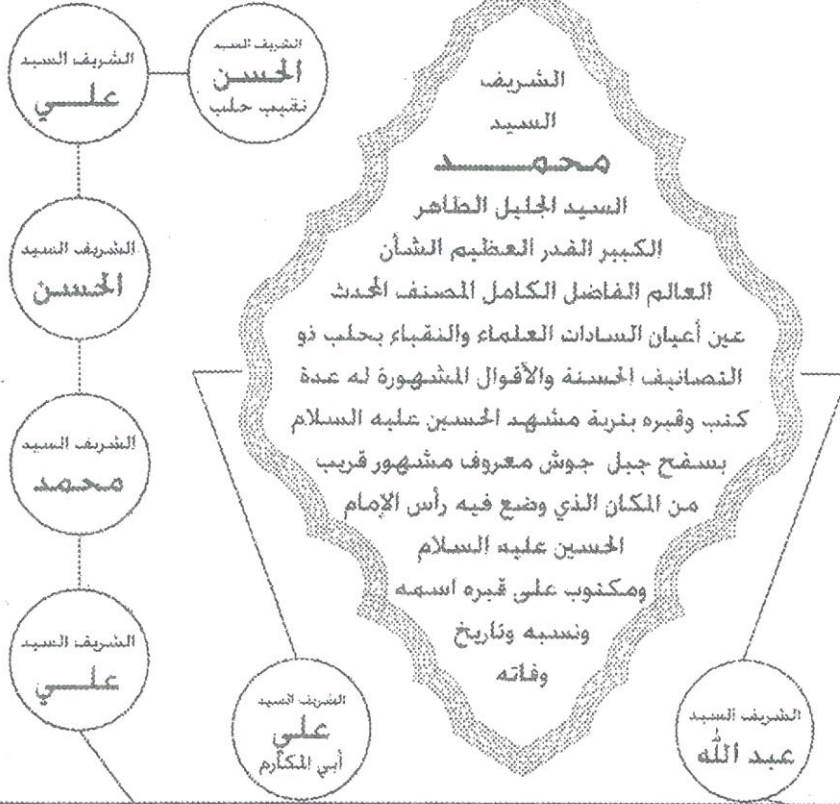 الشريف
السيد
محمد
السيد الجليل الطاهر
الكبير القدر العظيم الشأن
العالم الفاضل الكامل المصنف المحدث
عين أعيان السادات العلماء والنقباء بحلب ذو
التصانيف الحسنة والأقوال المشهورة له عدة
كتب وقبره بتربة مشهد الحسين عليه السلام
بسفح جبل جوش معروف مشهور قريب
من المكان الذي وضع فيه رأس الإمام
الحسين عليه السلام
ومكتوب على قبره اسمه
ونسبه وتاريخ
وفاته
الشريف السيد
الحسن
نقيب حلب
الشريف السيد
علي
الشريف السيد
الحسن
الشريف السيد
محمد
الشريف السيد
علي
الشريف السيد
عبد الله
الشريف السيد
علي
أبي المكارم